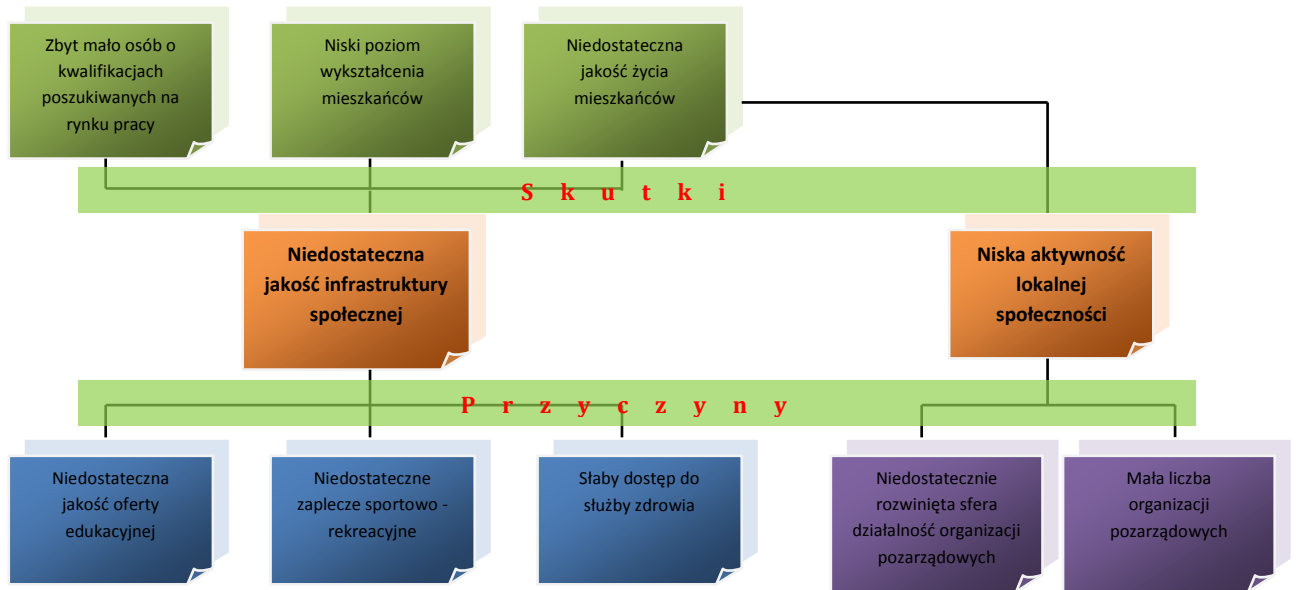 Zbyt mało osób o
kwalifikacjach
poszukiwanych na
rynku pracy
Niski poziom
wykształcenia
mieszkańców
Niedostateczna
jakość życia
mieszkańców
S k u t k i
Niedostateczna
jakość infrastruktury
społecznej
Niska aktywność
lokalnej
społeczności
P r z y c z y n y
Niedostateczna
jakość oferty
edukacyjnej
Niedostateczne
zaplecze sportowo -
rekreacyjne
Słaby dostęp do
służby zdrowia
Niedostatecznie
rozwinięta sfera
działalność organizacji
pozarządowych
Mała liczba
organizacji
pozarządowych